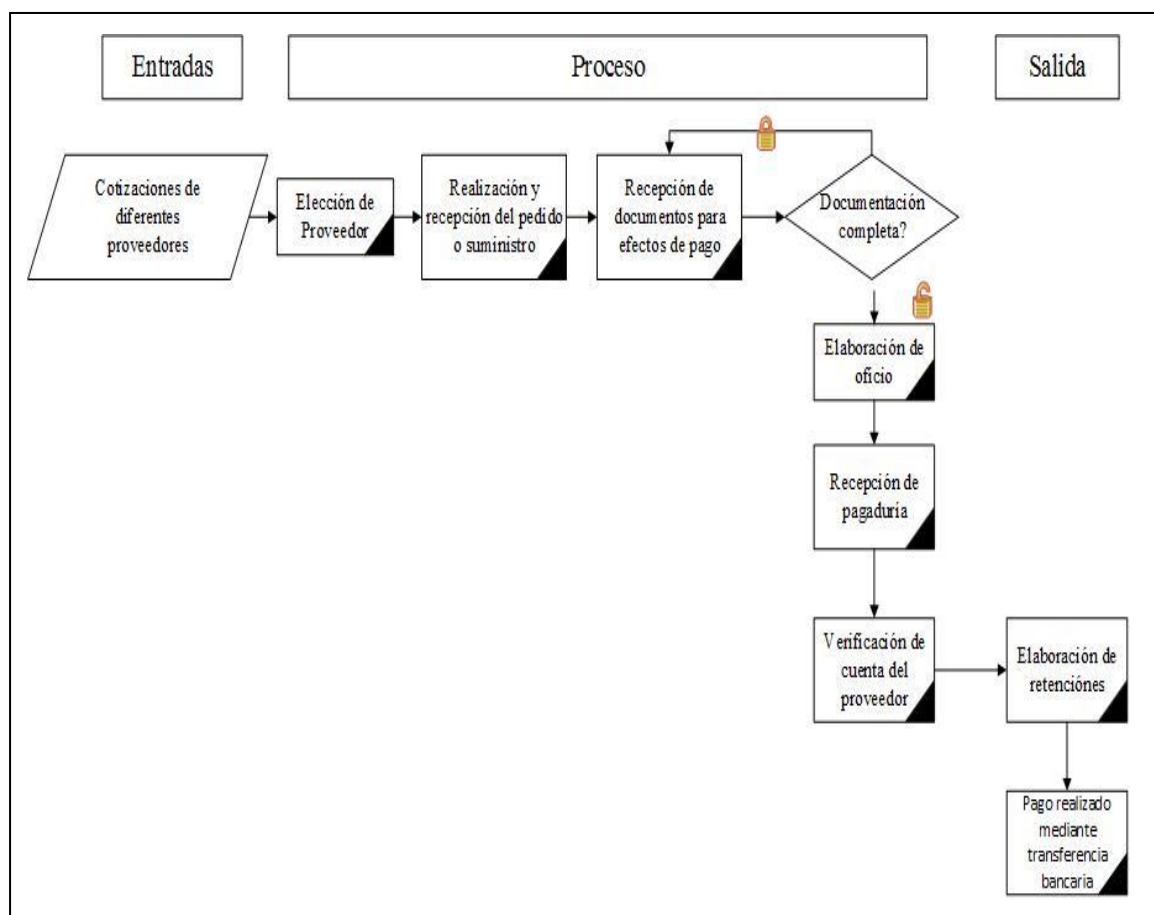 Entradas
Proceso
Salida
Cotizaciones de
diferentes
proveedores
Elección de
Proveedor
Realización y
recepción del pedido
o suministro
Recepción de
documentos para
efectos de pago
Documentación
completa?
Elaboración de
oficio
Recepción de
pagaduría
Verificación de
cuenta del
proveedor
Elaboración de
retenciónes
Pago realizado
mediante
transferencia
bancaria